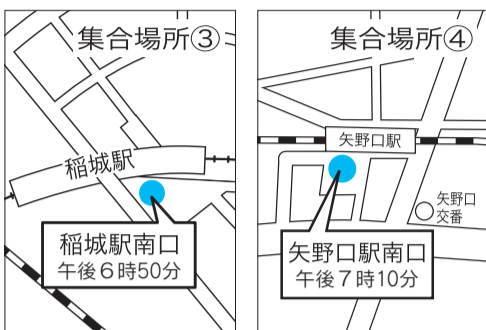 集合場所③
稲城駅
稲城駅南口
午後6時50分
集合場所④
矢野口駅
矢野口
交番
矢野口駅南口
午後7時10分